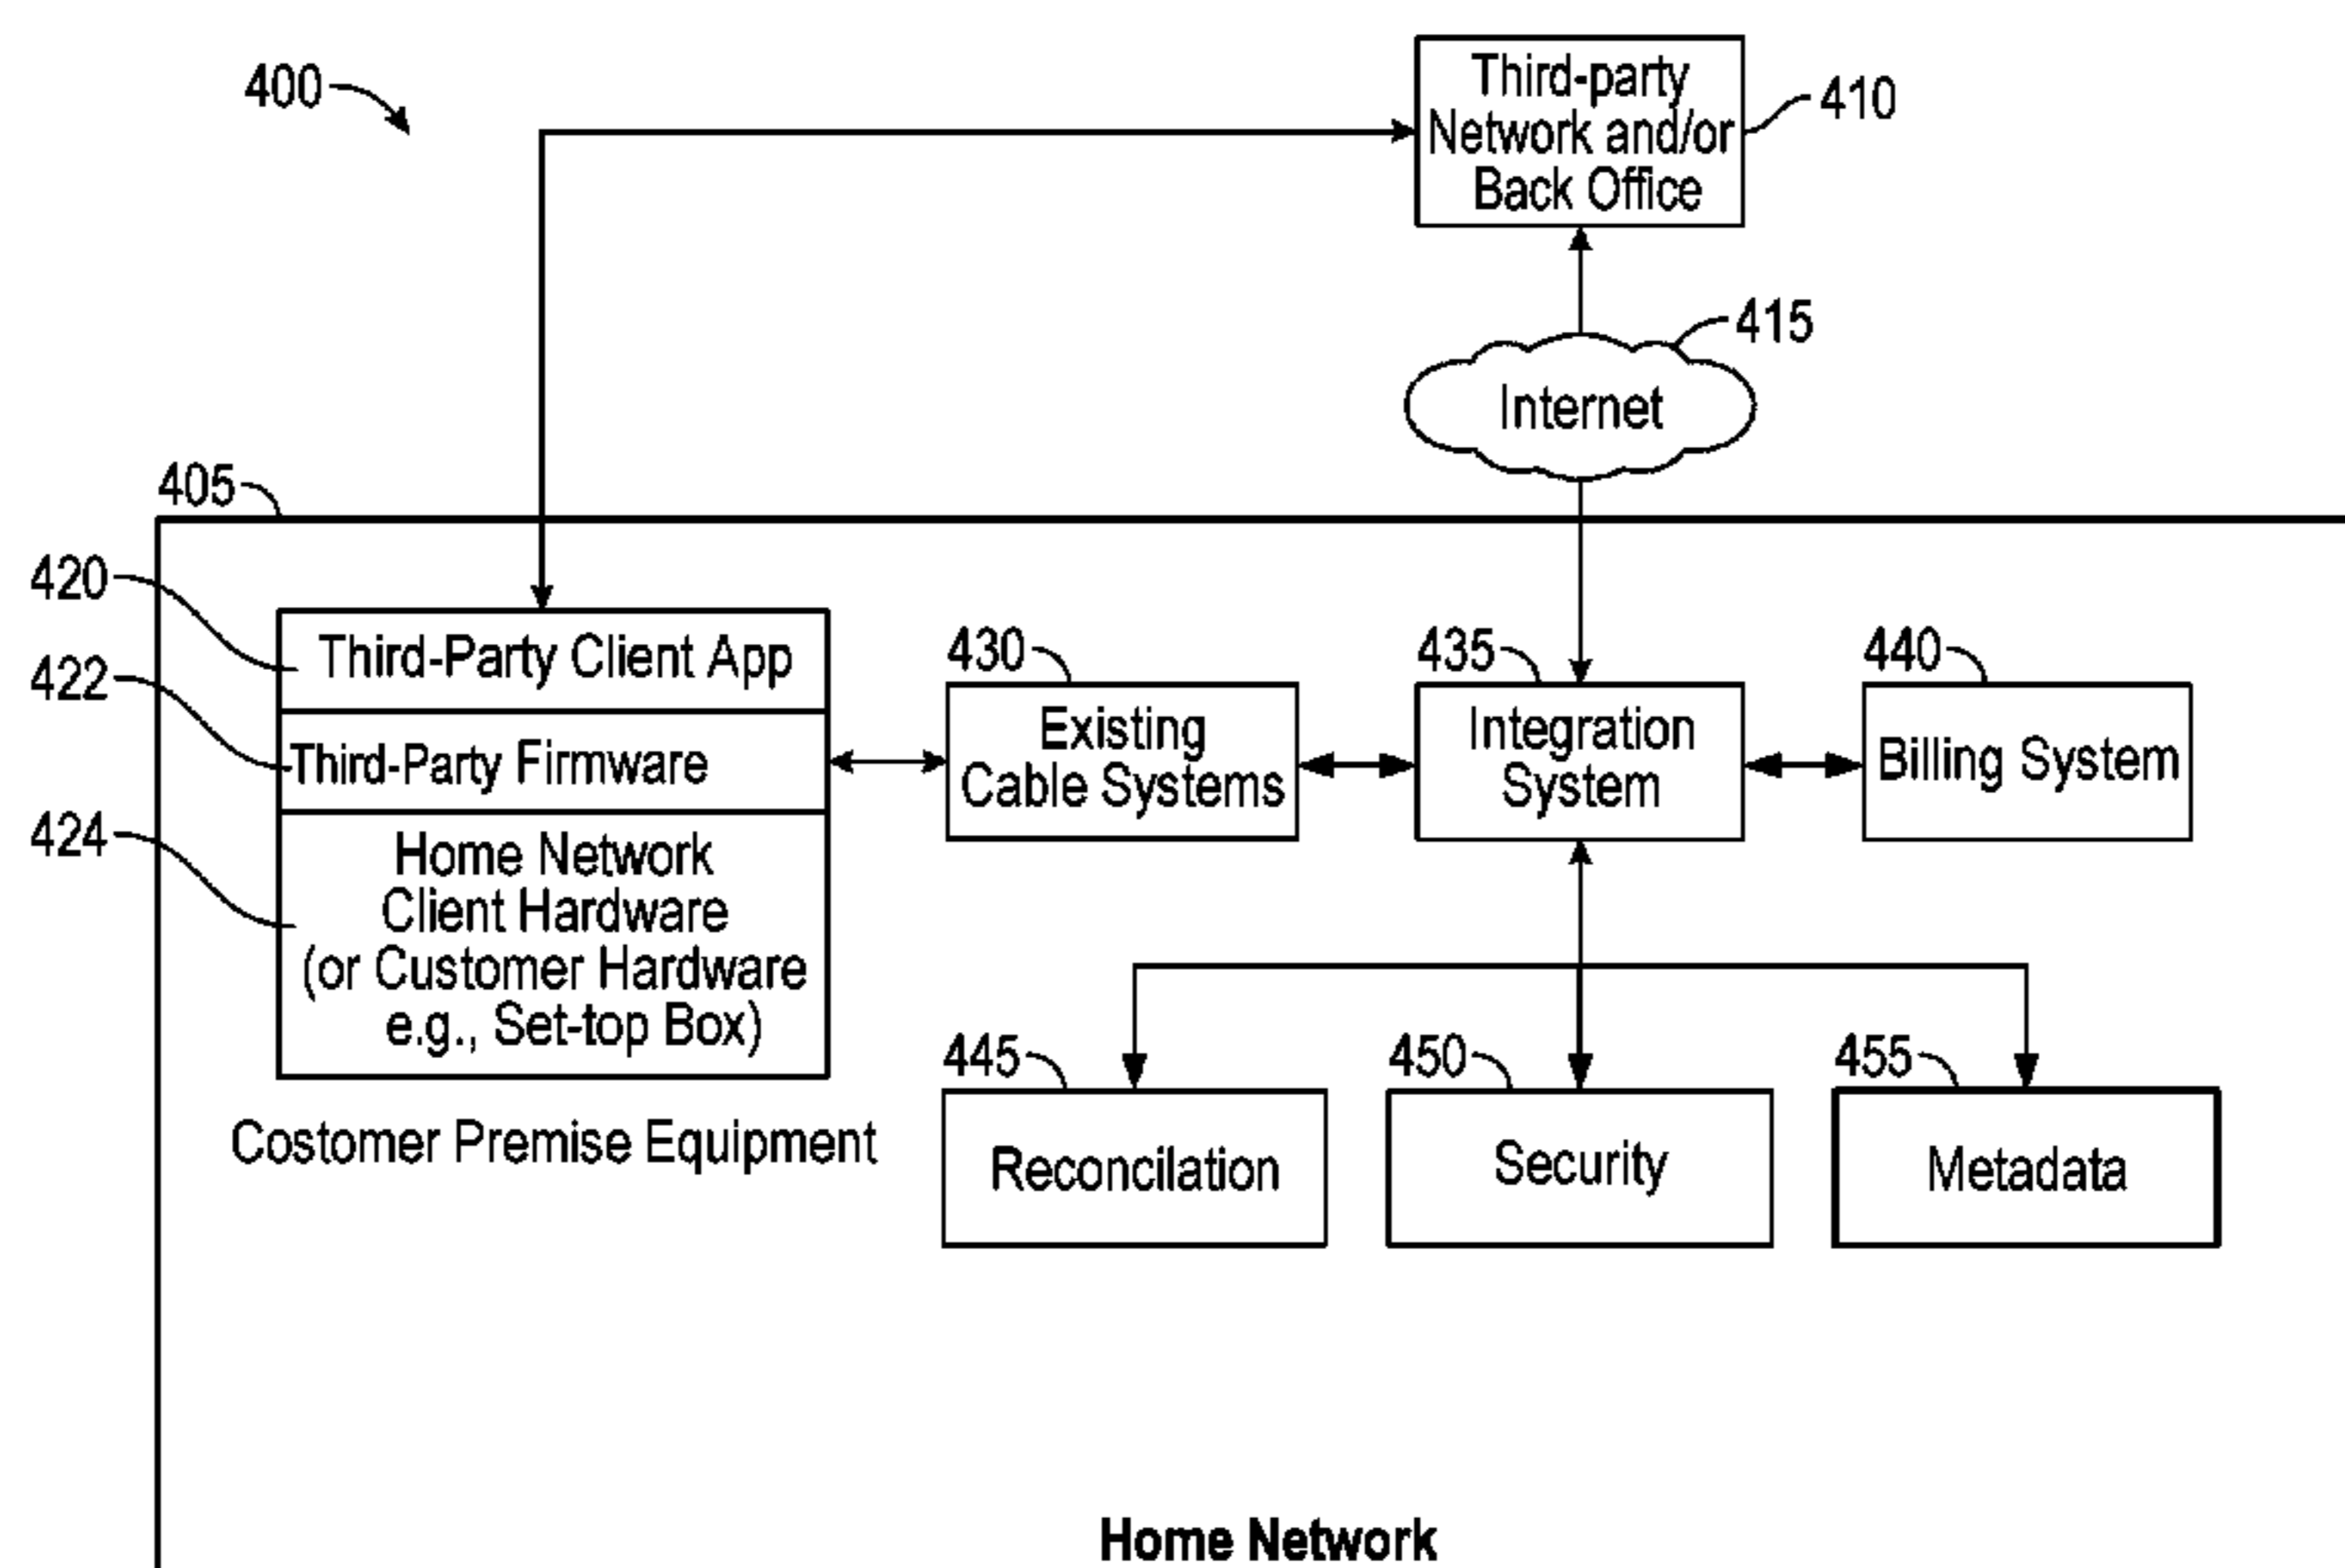 400
Third-party
Network and/or
Back Office
410
415
Internet
405
420
Third-Party Client App
422
Third-Party Firmware
424
Home Network
Client Hardware
(or Customer Hardware
e.g., Set-top Box)
Costomer Premise Equipment
430
Existing
Cable Systems
435
Integration
System
440
Billing System
445
Reconcilation
450
Security
455
Metadata
Home Network